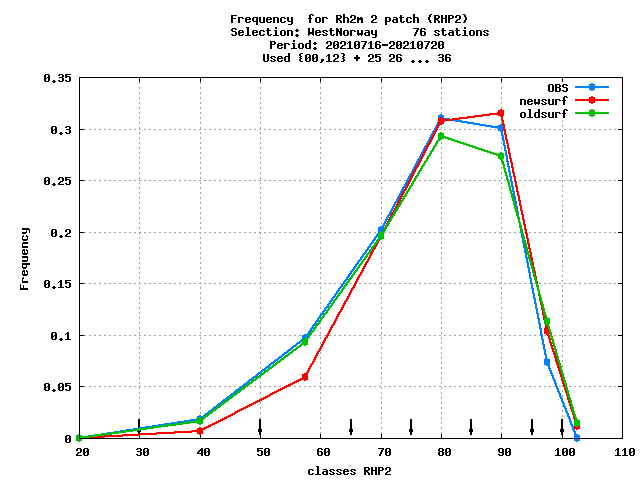 Frequency  for Rh2m 2 patch (RHP2)
Selection: WestNorway     76 stations
Period: 20210716-20210720
Used {00,12} + 25 26 ... 36
0.35
0.3
0.25
0.2
0.15
0.1
0.05
0
Frequency
OBS
newsurf
oldsurf
20 30 40 50 60 70 80 90 100 110
classes RHP2